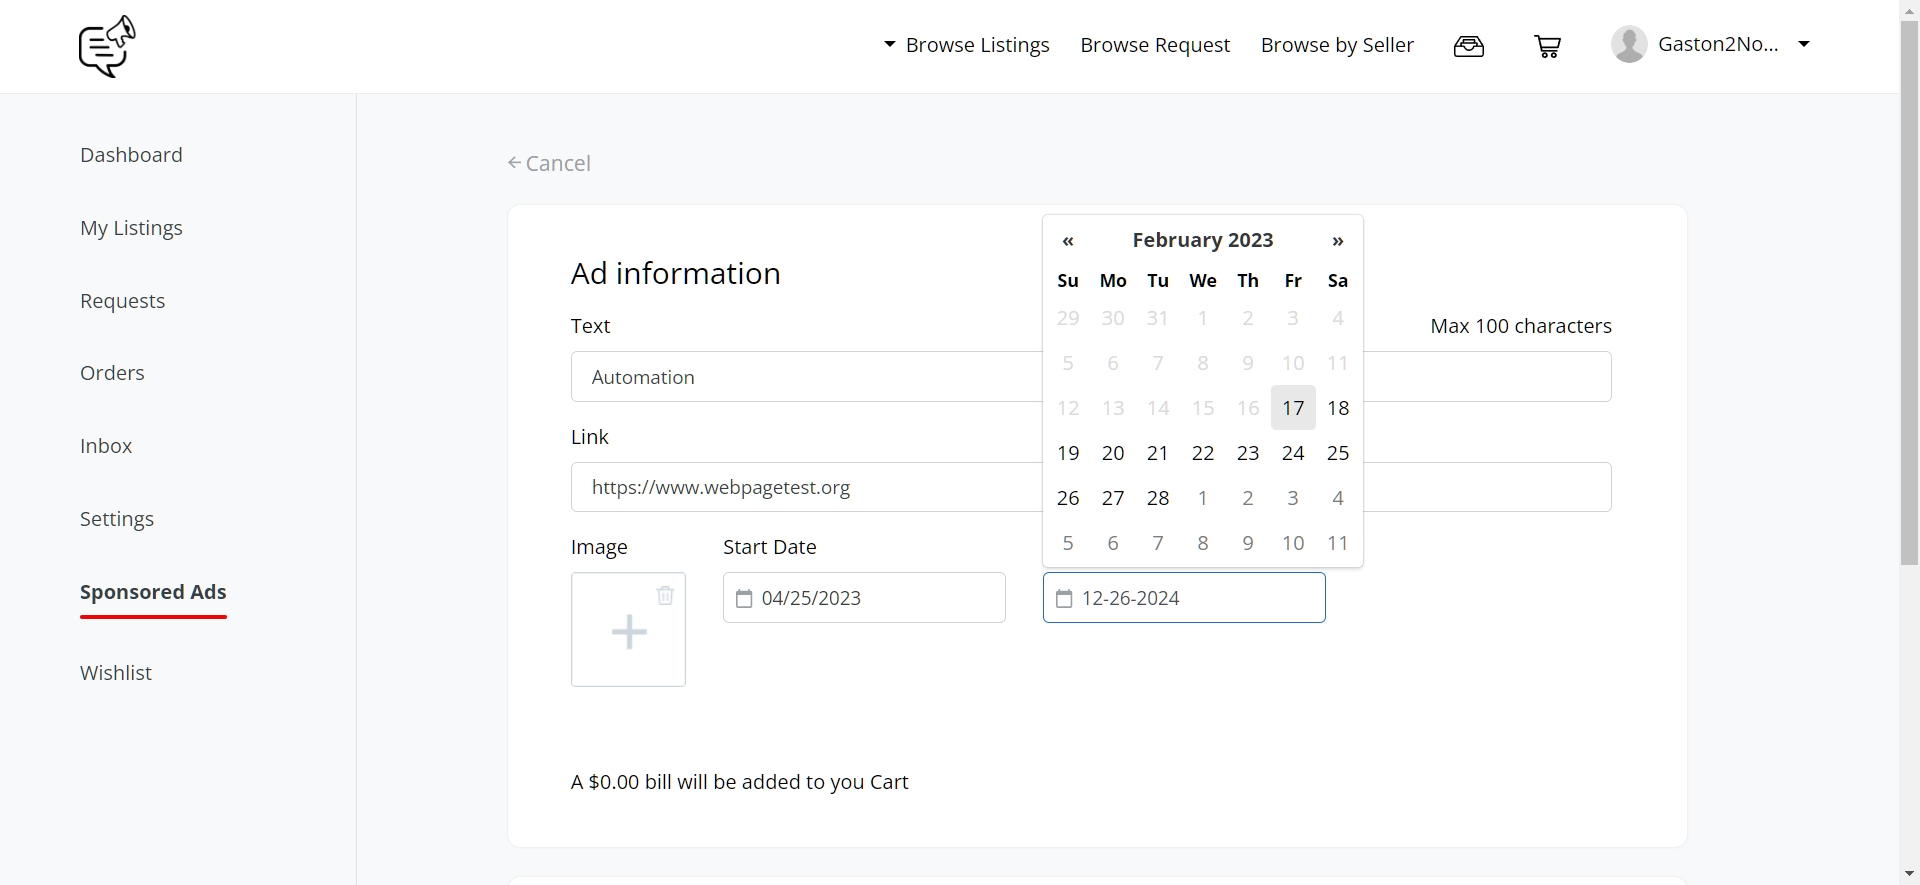 Browse Listings Browse Request Browse by Seller Gaston2No...
Dashboard
My Listings
Requests
Orders
Inbox
Settings
Sponsored Ads
Wishlist
Cancel
Ad information
Text Max 100 characters
Automation
Link
https://www.webpagetest.org
Image Start Date
04/25/2023 12-26-2024
« February 2023 »
Su Mo Tu We Th Fr Sa
29 30 31 1 2 3 4
5 6 7 8 9 10 11
12 13 14 15 16 17 18
19 20 21 22 23 24 25
26 27 28 1 2 3 4
5 6 7 8 9 10 11
A $0.00 bill will be added to you Cart